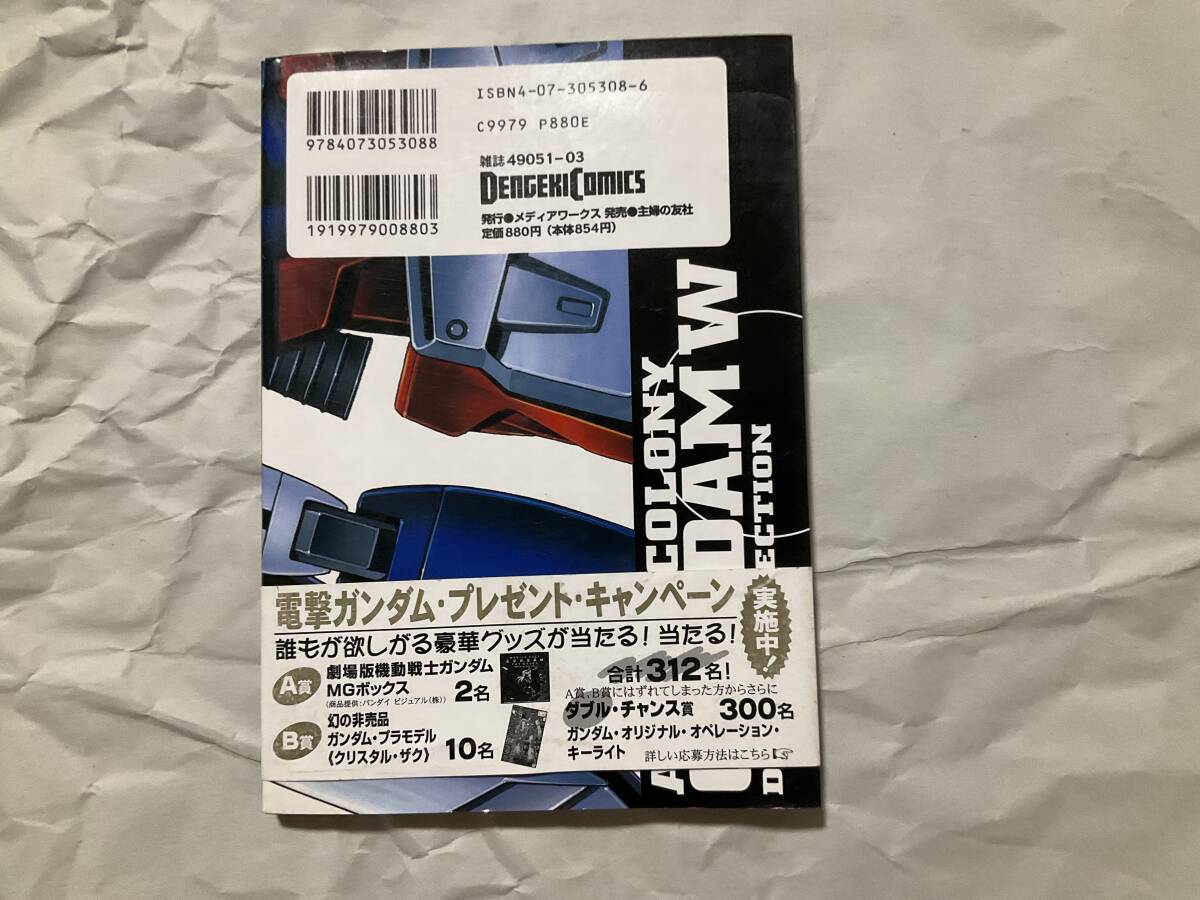 ISBN4-07-305308-6
C9979 P880E
9784073053088
雑誌 49051-03
DENGEKI COMICS
1919979008803
発行●メディアワークス 発売●主婦の友社
定価880円（本体854円）
COLONY
DAM W
ECTION
電撃ガンダム・プレゼント・キャンペーン
実施中！
誰もが欲しがる豪華グッズが当たる！当たる！
A賞
劇場版機動戦士ガンダム
MGボックス 2名
（商品提供：バンダイ ビジュアル（株））
B賞
幻の非売品
ガンダム・プラモデル
《クリスタル・ザク》 10名
合計312名！
A賞、B賞にはずれてしまった方からさらに
ダブル・チャンス賞 300名
ガンダム・オリジナル・オペレーション・
キーライト 詳しい応募方法はこちら☞